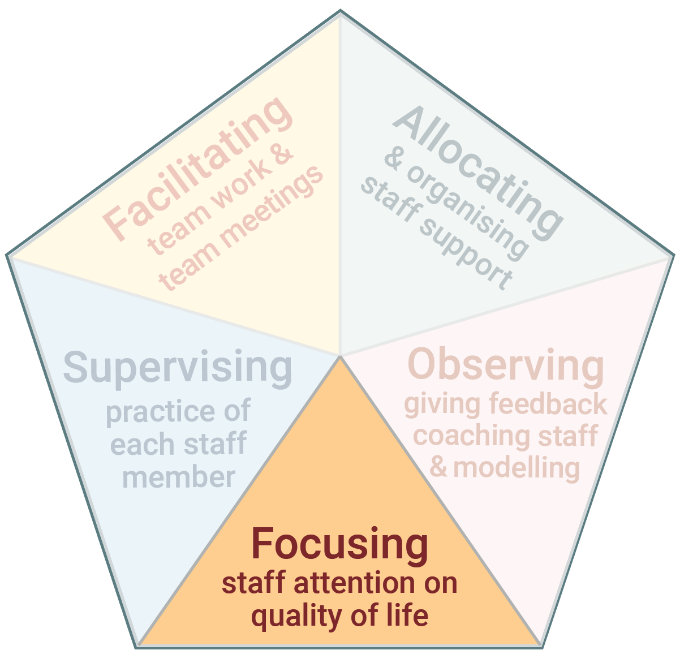 Facilitating
team work &
team meetings
Allocating
& organising
staff support
Supervising
practice of
each staff
member
Observing
giving feedback
coaching staff
& modelling
Focusing
staff attention on
quality of life